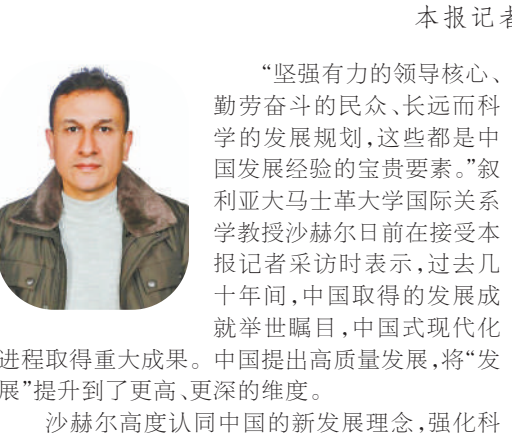 本报记者
“坚强有力的领导核心、
勤劳奋斗的民众、长远而科
学的发展规划，这些都是中
国发展经验的宝贵要素。”叙
利亚大马士革大学国际关系
学教授沙赫尔日前在接受本
报记者采访时表示，过去几
十年间，中国取得的发展成
就举世瞩目，中国式现代化
进程取得重大成果。中国提出高质量发展，将“发
展”提升到了更高、更深的维度。
沙赫尔高度认同中国的新发展理念，强化科